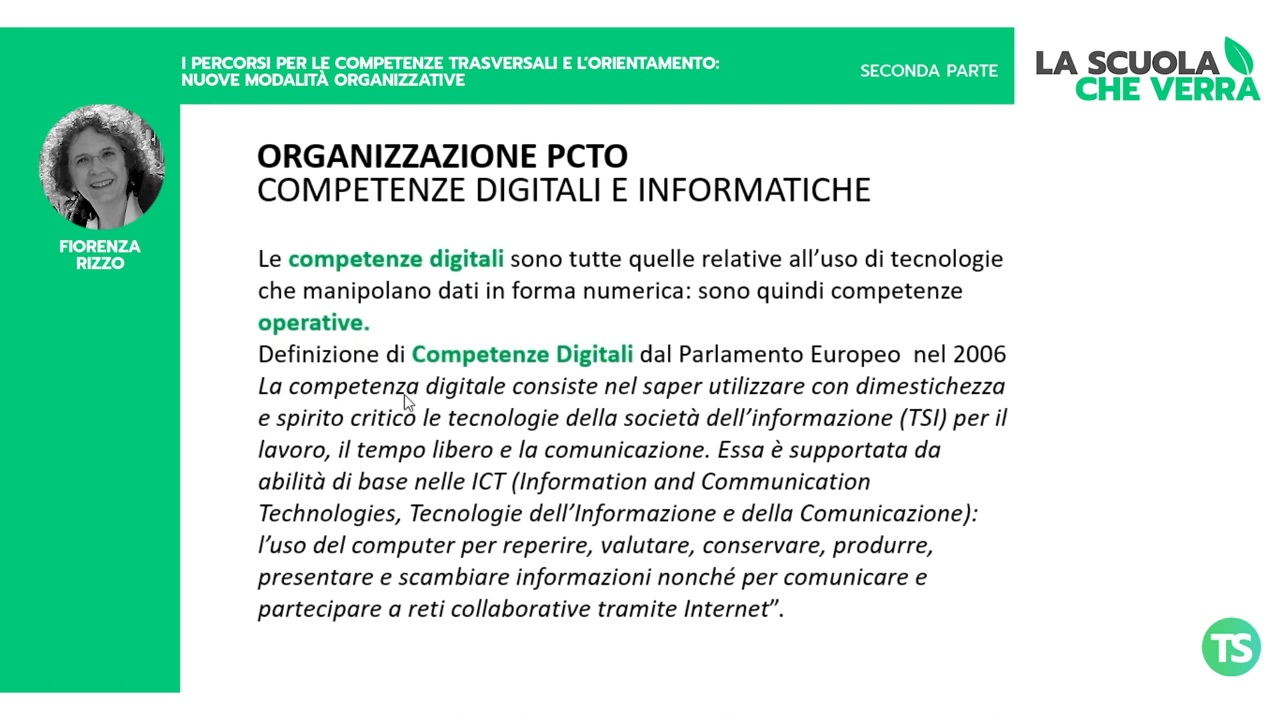 I PERCORSI PER LE COMPETENZE TRASVERSALI E L'ORIENTAMENTO:
NUOVE MODALITÀ ORGANIZZATIVE
SECONDA PARTE
LA SCUOLA
CHE VERRÀ
FIORENZA
RIZZO
ORGANIZZAZIONE PCTO
COMPETENZE DIGITALI E INFORMATICHE
Le competenze digitali sono tutte quelle relative all'uso di tecnologie
che manipolano dati in forma numerica: sono quindi competenze
operative.
Definizione di Competenze Digitali dal Parlamento Europeo nel 2006
La competenza digitale consiste nel saper utilizzare con dimestichezza
e spirito critico le tecnologie della società dell'informazione (TSI) per il
lavoro, il tempo libero e la comunicazione. Essa è supportata da
abilità di base nelle ICT (Information and Communication
Technologies, Tecnologie dell'Informazione e della Comunicazione):
l'uso del computer per reperire, valutare, conservare, produrre,
presentare e scambiare informazioni nonché per comunicare e
partecipare a reti collaborative tramite Internet”.
TS